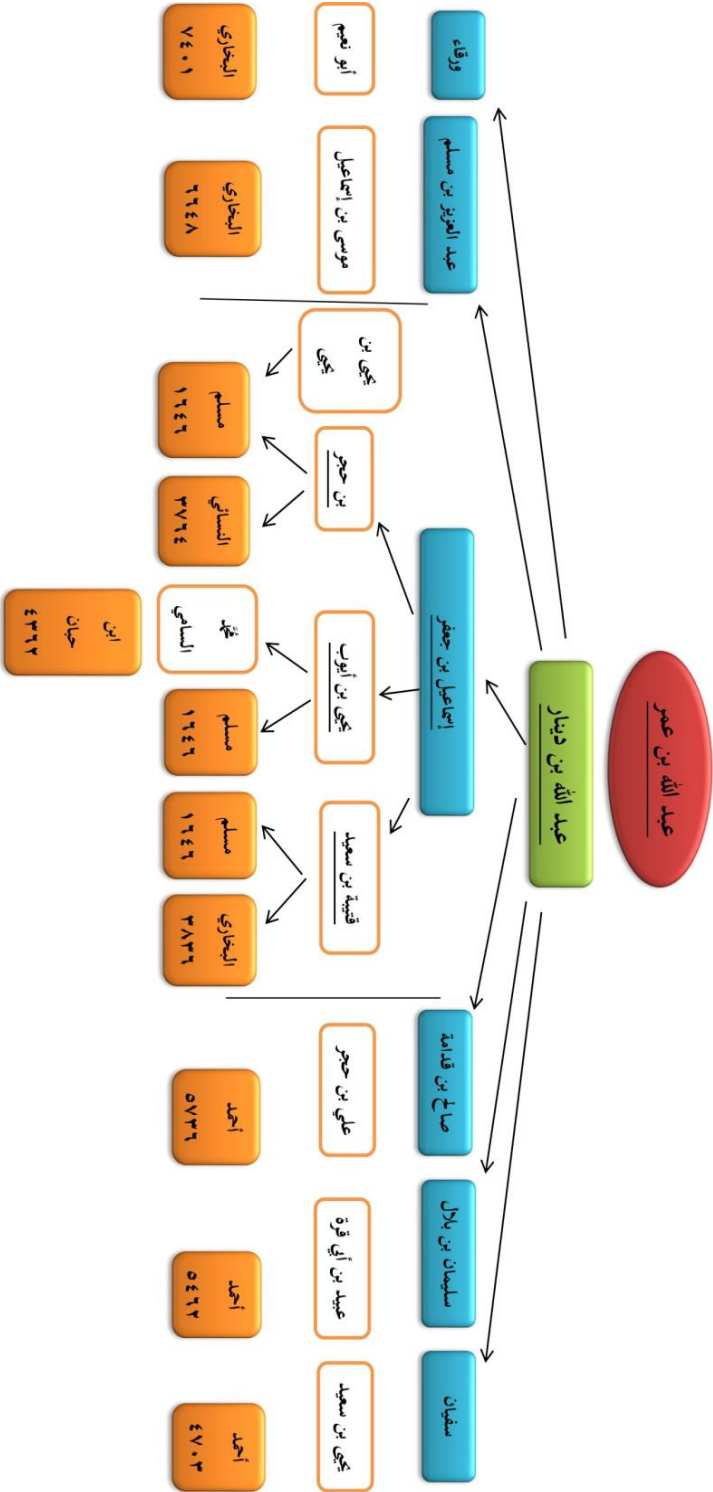 عبد الله بن عمر
عبد الله بن دينار
سفيان
سليمان بن بلال
صالح بن قدامة
إسماعيل بن جعفر
عبد العزيز بن مسلم
ورقاء
يحيى بن سعيد
عبيد بن أبي قرة
علي بن حجر
قتيبة بن سعيد
يحيى بن أيوب
بن حجر
يحيى بن
يحيى
موسى بن إسماعيل
أبو نعيم
أحمد
٤٧٠٣
أحمد
٥٤٦٢
أحمد
٥٧٣٦
البخاري
٣٨٣٦
مسلم
١٦٤٦
مسلم
١٦٤٦
محمد
السامي
النسائي
٣٧٦٤
مسلم
١٦٤٦
البخاري
٦٦٤٨
البخاري
٧٤٠١
ابن
حبان
٤٣٦٢